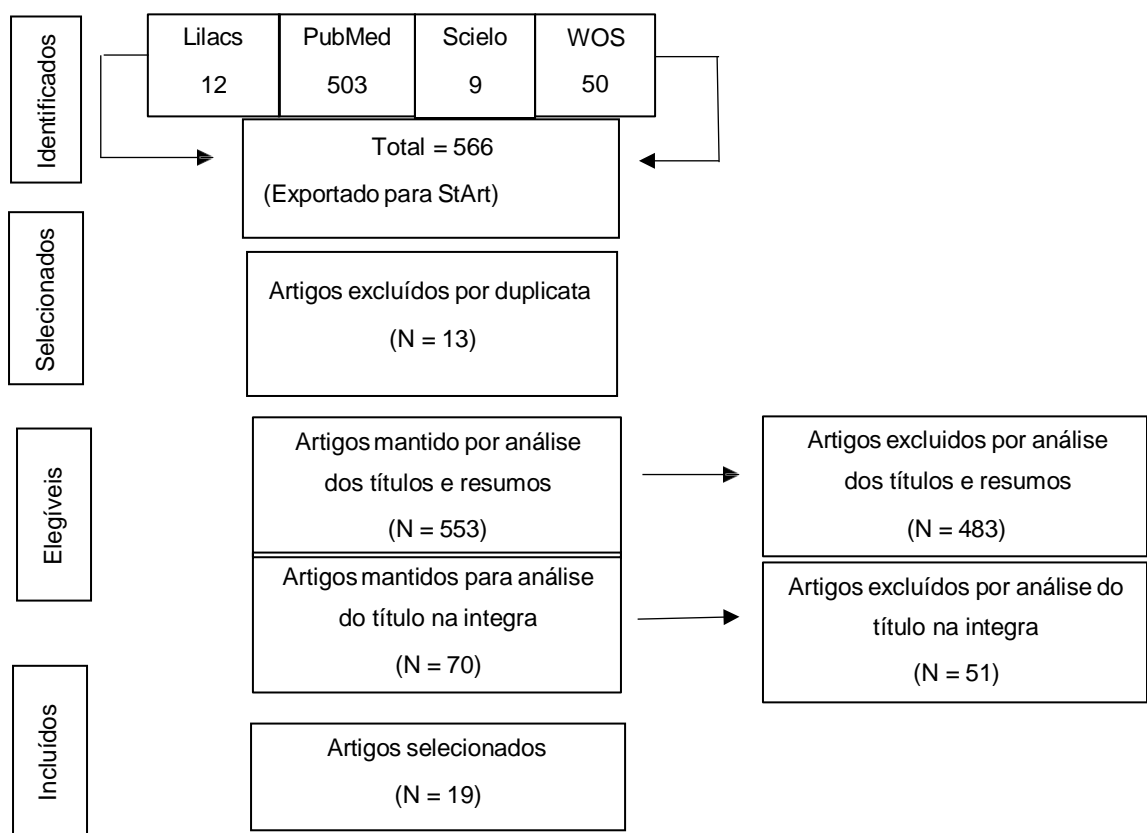 Identificados
Lilacs
12
PubMed
503
Scielo
9
WOS
50
Total = 566
(Exportado para StArt)
Selecionados
Artigos excluídos por duplicata
(N = 13)
Elegíveis
Artigos mantido por análise
dos títulos e resumos
(N = 553)
Artigos excluidos por análise
dos títulos e resumos
(N = 483)
Artigos mantidos para análise
do título na integra
(N = 70)
Artigos excluídos por análise do
título na integra
(N = 51)
Incluídos
Artigos selecionados
(N = 19)